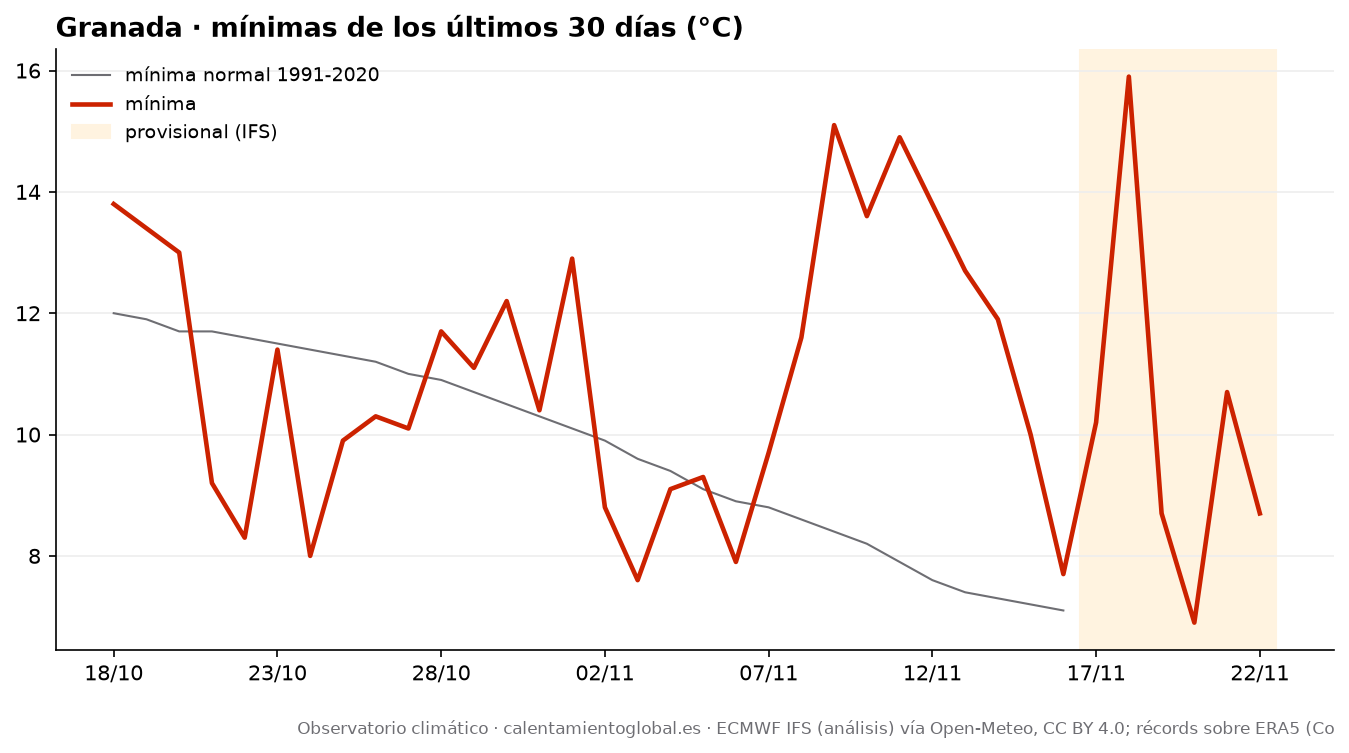 Granada · mínimas de los últimos 30 días (°C)
mínima normal 1991-2020
mínima
provisional (IFS)
16
14
12
10
8
18/10 23/10 28/10 02/11 07/11 12/11 17/11 22/11
Observatorio climático · calentamientoglobal.es · ECMWF IFS (análisis) vía Open-Meteo, CC BY 4.0; récords sobre ERA5 (Co